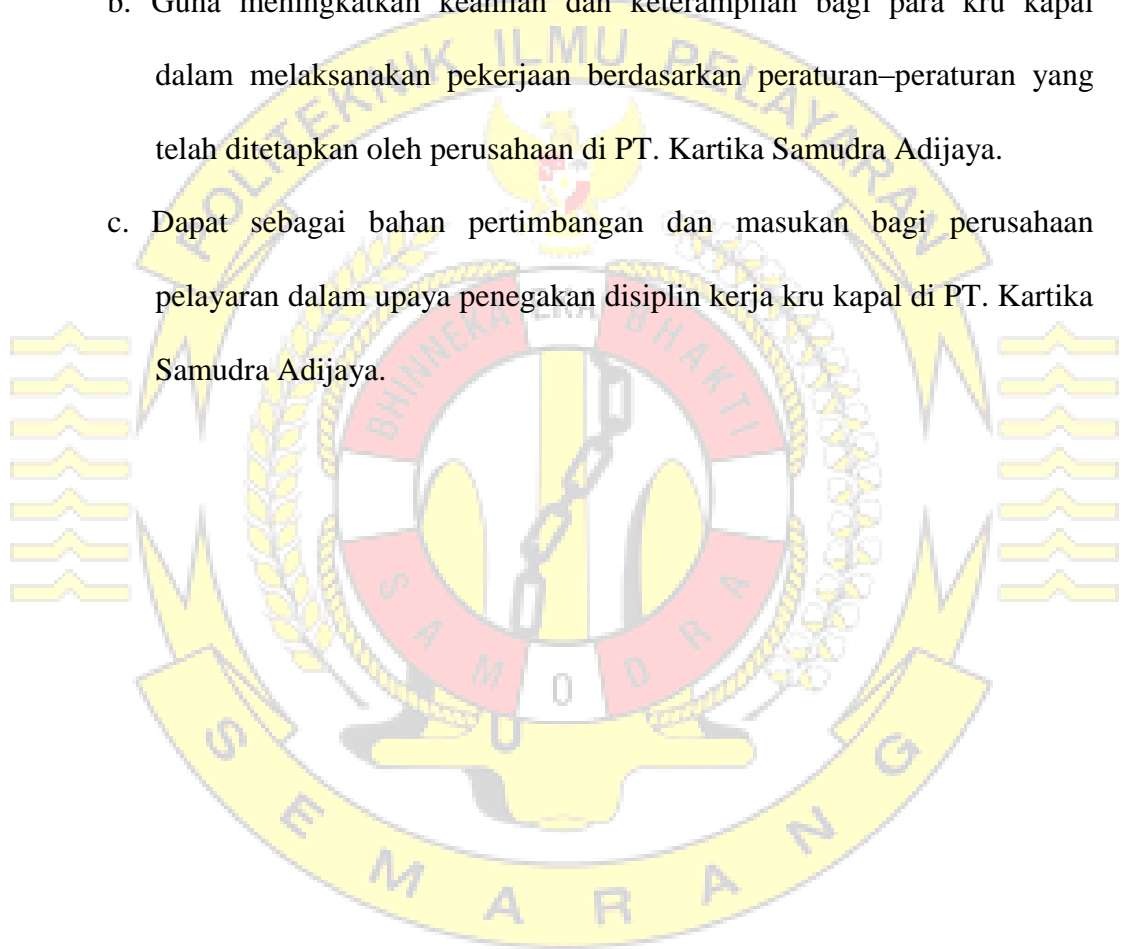 b. Guna meningkatkan keahlian dan keterampilan bagi para kru kapal
dalam melaksanakan pekerjaan berdasarkan peraturan–peraturan yang
telah ditetapkan oleh perusahaan di PT. Kartika Samudra Adijaya.
c. Dapat sebagai bahan pertimbangan dan masukan bagi perusahaan
pelayaran dalam upaya penegakan disiplin kerja kru kapal di PT. Kartika
Samudra Adijaya.
POLITEKNIK ILMU PELAYARAN
BHINNEKA EKA BHAKTI
SAMODRA
SEMARANG